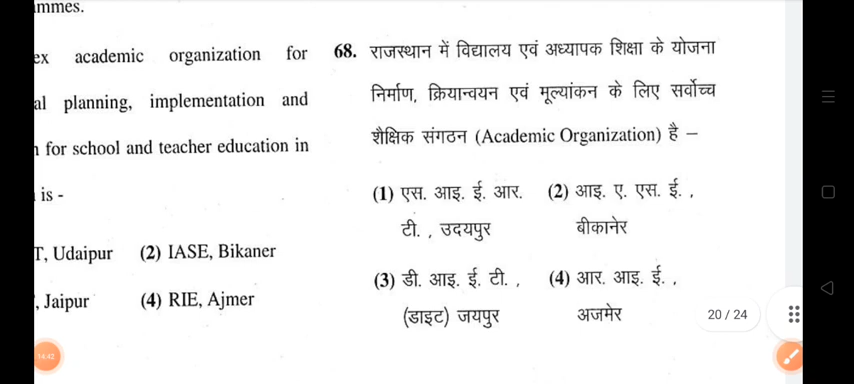 mmes.
ex academic organization for
al planning, implementation and
n for school and teacher education in
is -
T, Udaipur (2) IASE, Bikaner
, Jaipur (4) RIE, Ajmer
68. राजस्थान में विद्यालय एवं अध्यापक शिक्षा के योजना
निर्माण, क्रियान्वयन एवं मूल्यांकन के लिए सर्वोच्च
शैक्षिक संगठन (Academic Organization) है –
(1) एस. आइ. ई. आर. (2) आइ. ए. एस. ई. ,
टी. , उदयपुर बीकानेर
(3) डी. आइ. ई. टी. , (4) आर. आइ. ई. ,
(डाइट) जयपुर अजमेर
20 / 24
14:42